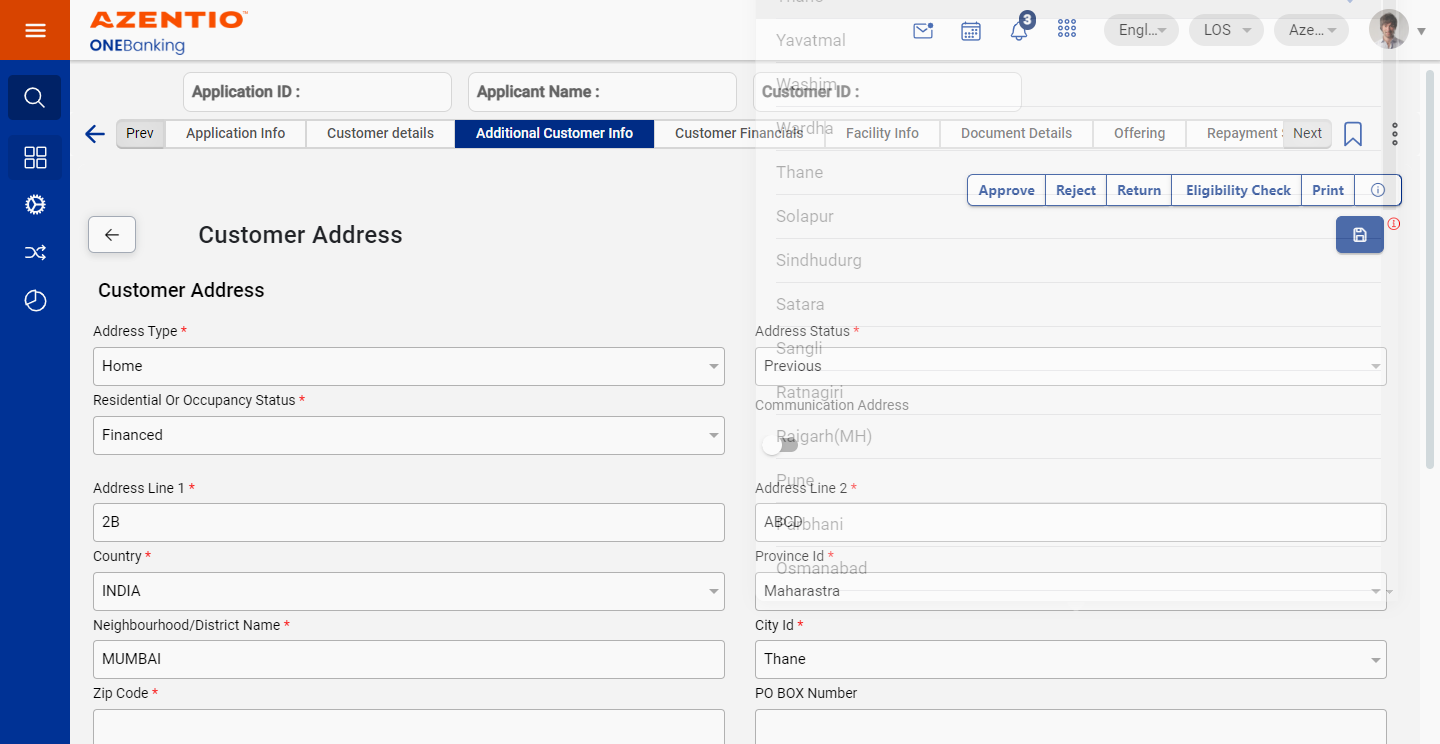 AZENTIO™
ONEBanking
3
Engl...
LOS
Aze...
Application ID :
Applicant Name :
Customer ID :
Prev
Application Info
Customer details
Additional Customer Info
Customer Financials
Facility Info
Document Details
Offering
Repayment
Next
Thane
Yavatmal
Washim
Wardha
Thane
Solapur
Sindhudurg
Satara
Sangli
Ratnagiri
Raigarh(MH)
Pune
Parbhani
Osmanabad
Approve
Reject
Return
Eligibility Check
Print
Customer Address
Customer Address
Address Type *
Home
Address Status *
Previous
Residential Or Occupancy Status *
Financed
Communication Address
Address Line 1 *
2B
Address Line 2 *
ABCD
Country *
INDIA
Province Id *
Maharastra
Neighbourhood/District Name *
MUMBAI
City Id *
Thane
Zip Code *
PO BOX Number